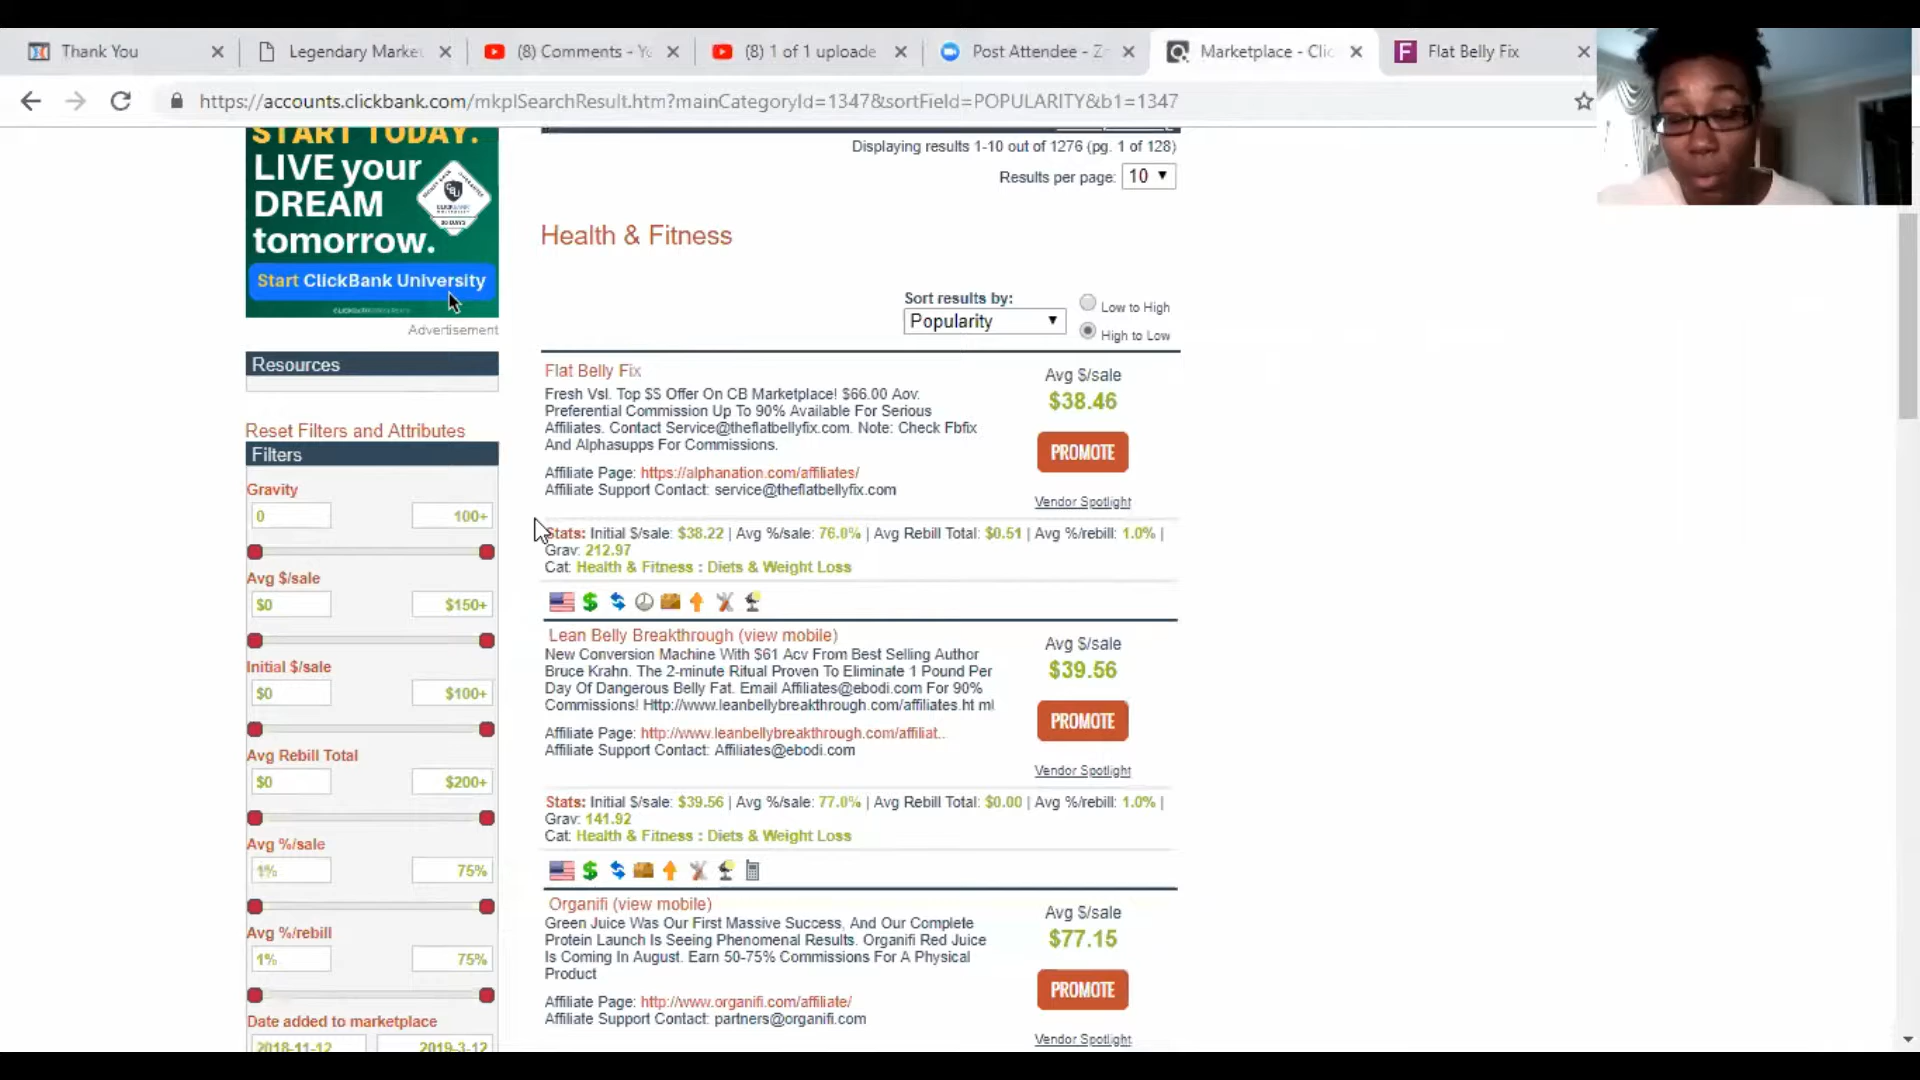 Thank You
Legendary Marke
(8) Comments - Yo
(8) 1 of 1 uploade
Post Attendee - Z
Marketplace - Clic
Flat Belly Fix
https://accounts.clickbank.com/mkplSearchResult.htm?mainCategoryId=1347&sortField=POPULARITY&b1=1347
START TODAY.
LIVE your
DREAM
tomorrow.
Start ClickBank University
Advertisement
Resources
Reset Filters and Attributes
Filters
Gravity
0 100+
Avg $/sale
$0 $150+
Initial $/sale
$0 $100+
Avg Rebill Total
$0 $200+
Avg %/sale
1% 75%
Avg %/rebill
1% 75%
Date added to marketplace
2018-11-12 2019-3-12
Displaying results 1-10 out of 1276 (pg. 1 of 128)
Results per page: 10
Health & Fitness
Sort results by:
Popularity
Low to High
High to Low
Flat Belly Fix
Fresh Vsl. Top $$ Offer On CB Marketplace! $66.00 Aov.
Preferential Commission Up To 90% Available For Serious
Affiliates. Contact Service@theflatbellyfix.com. Note: Check Fbfix
And Alphasupps For Commissions.
Affiliate Page: https://alphanation.com/affiliates/
Affiliate Support Contact: service@theflatbellyfix.com
Avg $/sale
$38.46
PROMOTE
Vendor Spotlight
Stats: Initial $/sale: $38.22 | Avg %/sale: 76.0% | Avg Rebill Total: $0.51 | Avg %/rebill: 1.0% |
Grav: 212.97
Cat: Health & Fitness : Diets & Weight Loss
Lean Belly Breakthrough (view mobile)
New Conversion Machine With $61 Acv From Best Selling Author
Bruce Krahn. The 2-minute Ritual Proven To Eliminate 1 Pound Per
Day Of Dangerous Belly Fat. Email Affiliates@ebodi.com For 90%
Commissions! Http://www.leanbellybreakthrough.com/affiliates.ht ml
Affiliate Page: http://www.leanbellybreakthrough.com/affiliat..
Affiliate Support Contact: Affiliates@ebodi.com
Avg $/sale
$39.56
PROMOTE
Vendor Spotlight
Stats: Initial $/sale: $39.56 | Avg %/sale: 77.0% | Avg Rebill Total: $0.00 | Avg %/rebill: 1.0% |
Grav: 141.92
Cat: Health & Fitness : Diets & Weight Loss
Organifi (view mobile)
Green Juice Was Our First Massive Success, And Our Complete
Protein Launch Is Seeing Phenomenal Results. Organifi Red Juice
Is Coming In August. Earn 50-75% Commissions For A Physical
Product
Affiliate Page: http://www.organifi.com/affiliate/
Affiliate Support Contact: partners@organifi.com
Avg $/sale
$77.15
PROMOTE
Vendor Spotlight